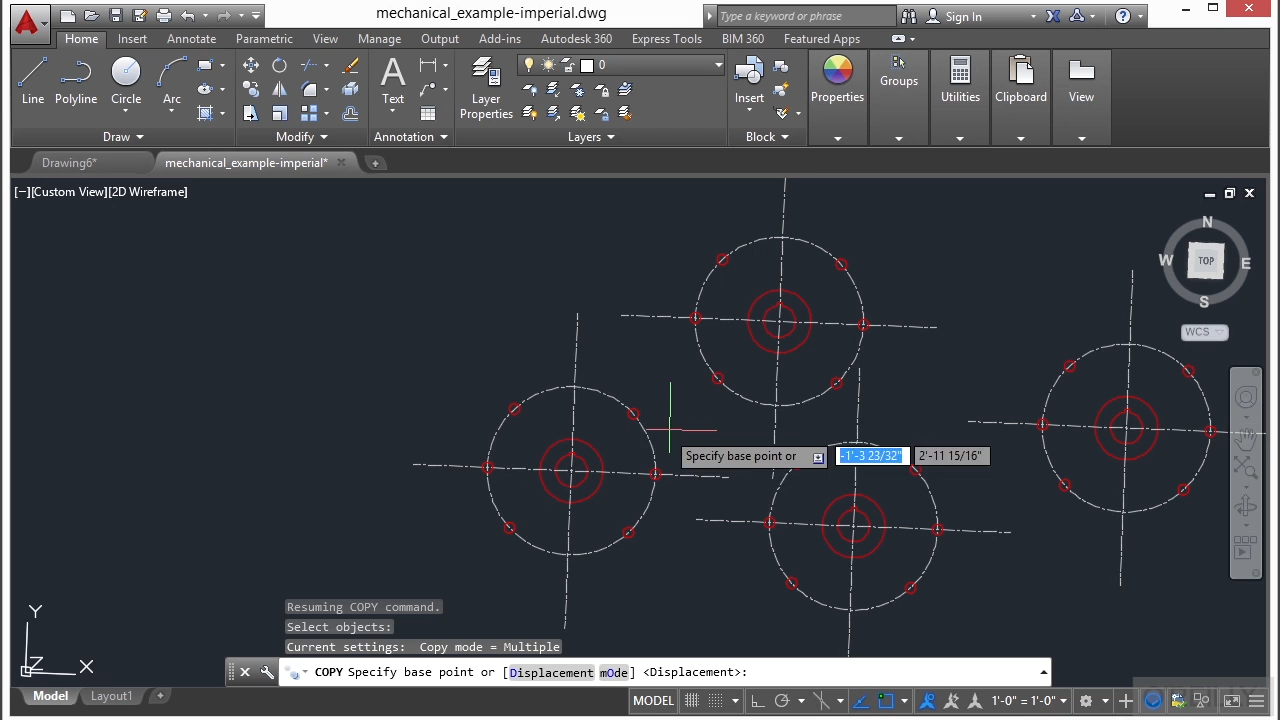 mechanical_example-imperial.dwg
Type a keyword or phrase
Sign In
Home Insert Annotate Parametric View Manage Output Add-ins Autodesk 360 Express Tools BIM 360 Featured Apps
0
Line Polyline Circle Arc
Text
Layer Properties
Insert
Properties
Groups
Utilities
Clipboard
View
Draw
Modify
Annotation
Layers
Block
Drawing6*
mechanical_example-imperial*
[−][Custom View][2D Wireframe]
N
W TOP E
S
WCS
Specify base point or -1'-3 23/32" 2'-11 15/16"
Resuming COPY command.
Select objects:
Current settings: Copy mode = Multiple
COPY Specify base point or [Displacement mOde] <Displacement>:
Y
Z X
Model Layout1
MODEL
1'-0" = 1'-0"